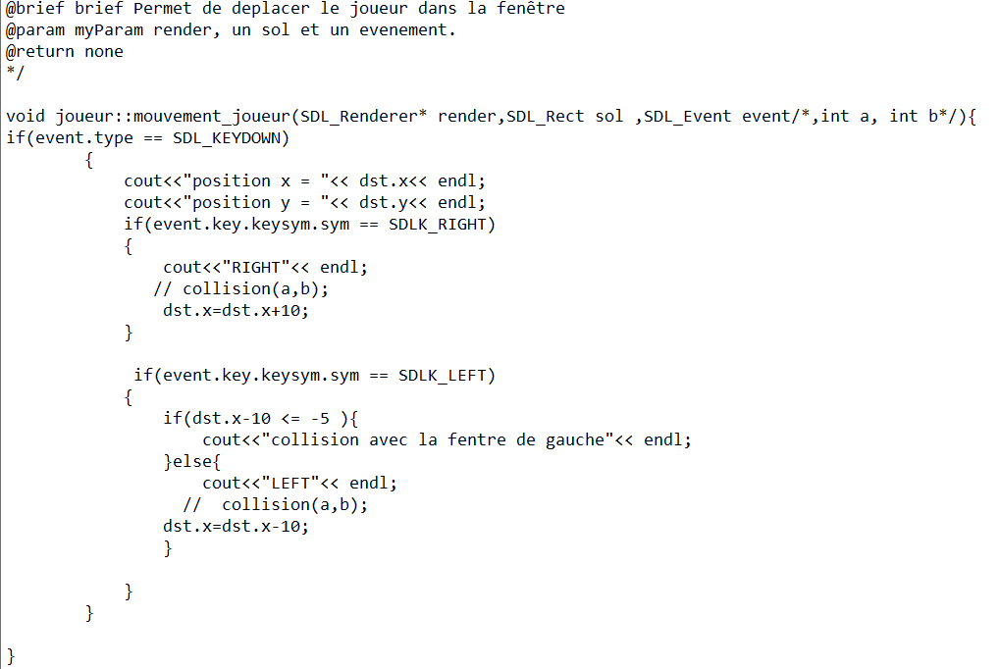 @brief brief Permet de deplacer le joueur dans la fenêtre
@param myParam render, un sol et un evenement.
@return none
*/
void joueur::mouvement_joueur(SDL_Renderer* render,SDL_Rect sol ,SDL_Event event/*,int a, int b*/){
if(event.type == SDL_KEYDOWN)
{
cout<<"position x = "<< dst.x<< endl;
cout<<"position y = "<< dst.y<< endl;
if(event.key.keysym.sym == SDLK_RIGHT)
{
cout<<"RIGHT"<< endl;
// collision(a,b);
dst.x=dst.x+10;
}
if(event.key.keysym.sym == SDLK_LEFT)
{
if(dst.x-10 <= -5 ){
cout<<"collision avec la fentre de gauche"<< endl;
}else{
cout<<"LEFT"<< endl;
//  collision(a,b);
dst.x=dst.x-10;
}
}
}
}